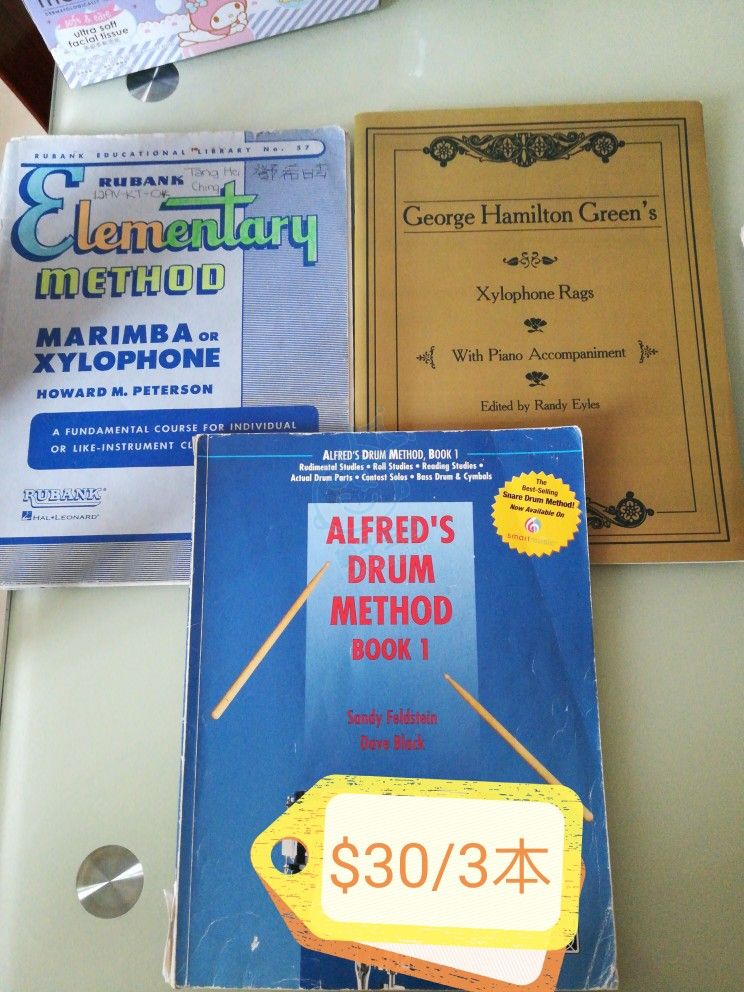 DERMATOLOGICALLY
soft & safe
ultra soft
facial tissue
RUBANK EDUCATIONAL LIBRARY No. 57
RUBANK
Tang Hei
Ching
Elementary
METHOD
MARIMBA OR
XYLOPHONE
HOWARD M. PETERSON
A FUNDAMENTAL COURSE FOR INDIVIDUAL
OR LIKE-INSTRUMENT CL
RUBANK
HAL•LEONARD
George Hamilton Green's
Xylophone Rags
With Piano Accompaniment
Edited by Randy Eyles
ALFRED'S DRUM METHOD, BOOK 1
Rudimental Studies • Roll Studies • Reading Studies •
Actual Drum Parts • Contest Solos • Bass Drum & Cymbals
The
Best-Selling
Snare Drum Method!
Now Available On
smartmusic
ALFRED'S
DRUM
METHOD
BOOK 1
Sandy Feldstein
Dave Black
$30/3本